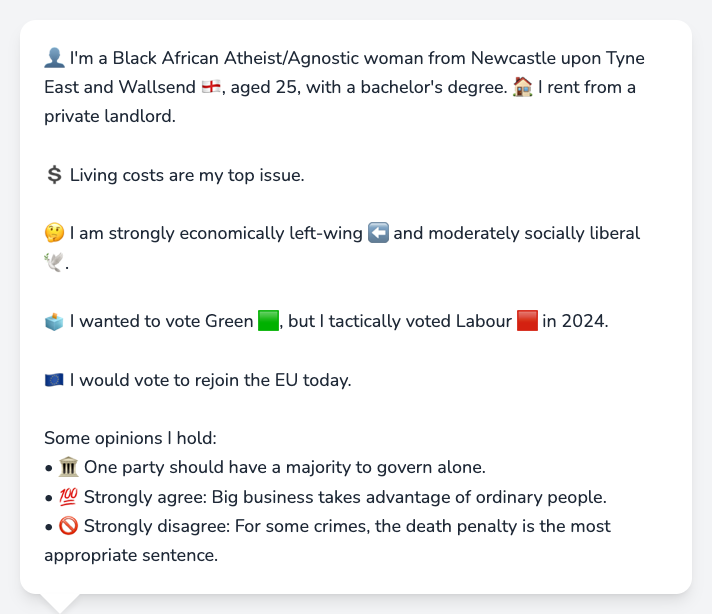 👤 I'm a Black African Atheist/Agnostic woman from Newcastle upon Tyne
East and Wallsend 🏴󠁧󠁢󠁥󠁮󠁧󠁿, aged 25, with a bachelor's degree. 🏠 I rent from a
private landlord.
💲 Living costs are my top issue.
🤔 I am strongly economically left-wing ⬅️ and moderately socially liberal
🕊️.
🗳️ I wanted to vote Green 🟩, but I tactically voted Labour 🟥 in 2024.
🇪🇺 I would vote to rejoin the EU today.
Some opinions I hold:
• 🏛️ One party should have a majority to govern alone.
• 💯 Strongly agree: Big business takes advantage of ordinary people.
• 🚫 Strongly disagree: For some crimes, the death penalty is the most
appropriate sentence.